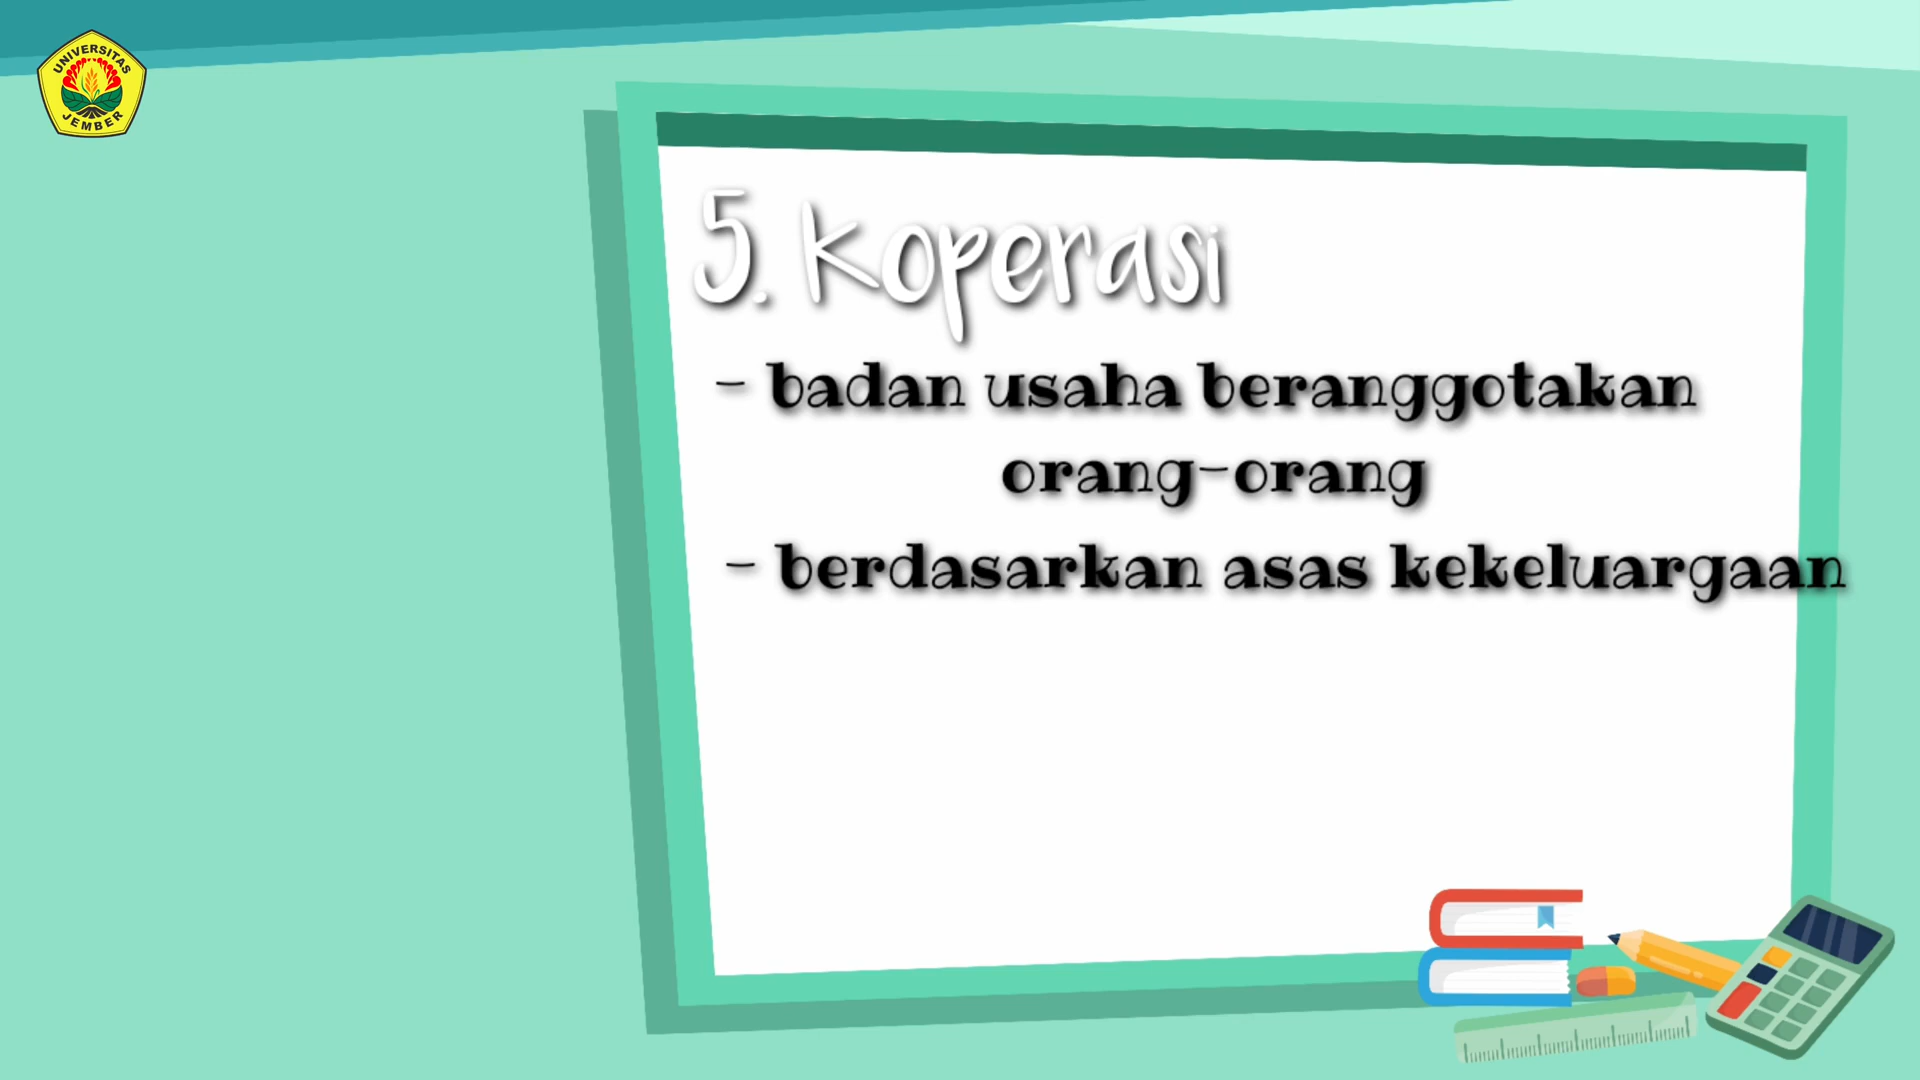 UNIVERSITAS
JEMBER
5. Koperasi
- badan usaha beranggotakan
orang-orang
- berdasarkan asas kekeluargaan